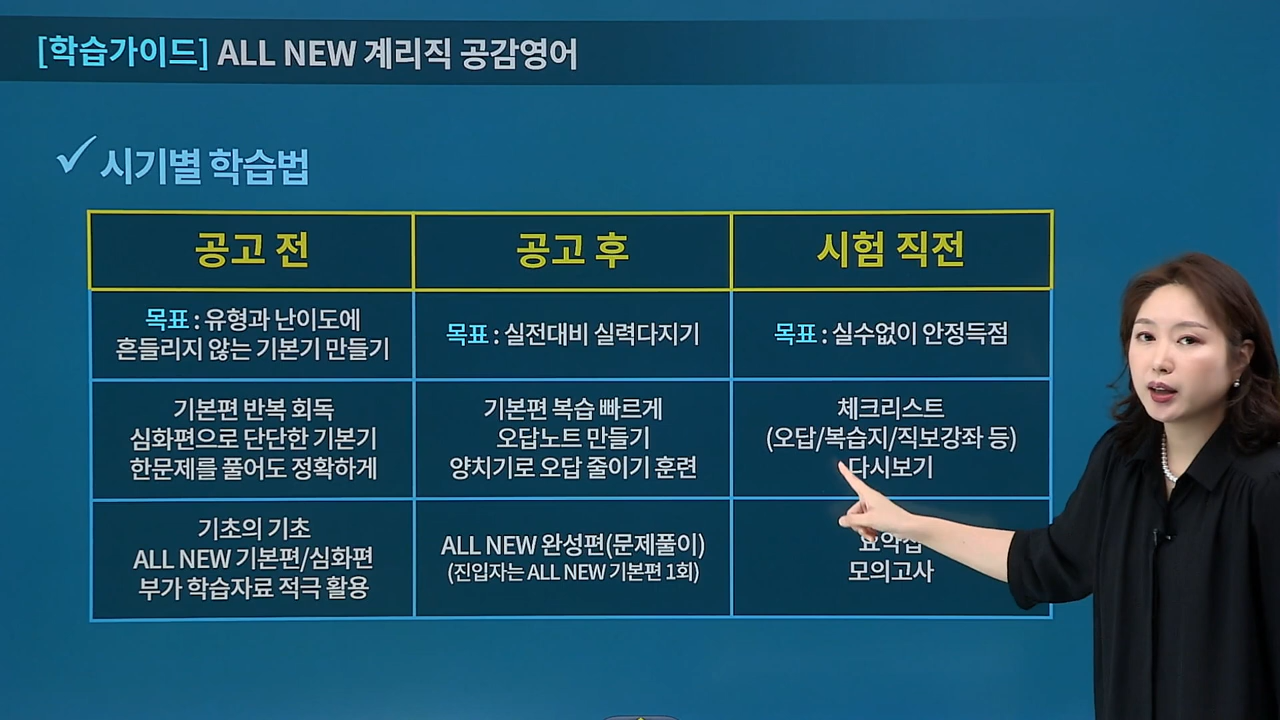 [학습가이드] ALL NEW 계리직 공감영어
시기별 학습법
공고 전
공고 후
시험 직전
목표 : 유형과 난이도에
흔들리지 않는 기본기 만들기
목표 : 실전대비 실력다지기
목표 : 실수없이 안정득점
기본편 반복 회독
심화편으로 단단한 기본기
한문제를 풀어도 정확하게
기본편 복습 빠르게
오답노트 만들기
양치기로 오답 줄이기 훈련
체크리스트
(오답/복습지/직보강좌 등)
다시보기
기초의 기초
ALL NEW 기본편/심화편
부가 학습자료 적극 활용
ALL NEW 완성편(문제풀이)
(진입자는 ALL NEW 기본편 1회)
요약집
모의고사